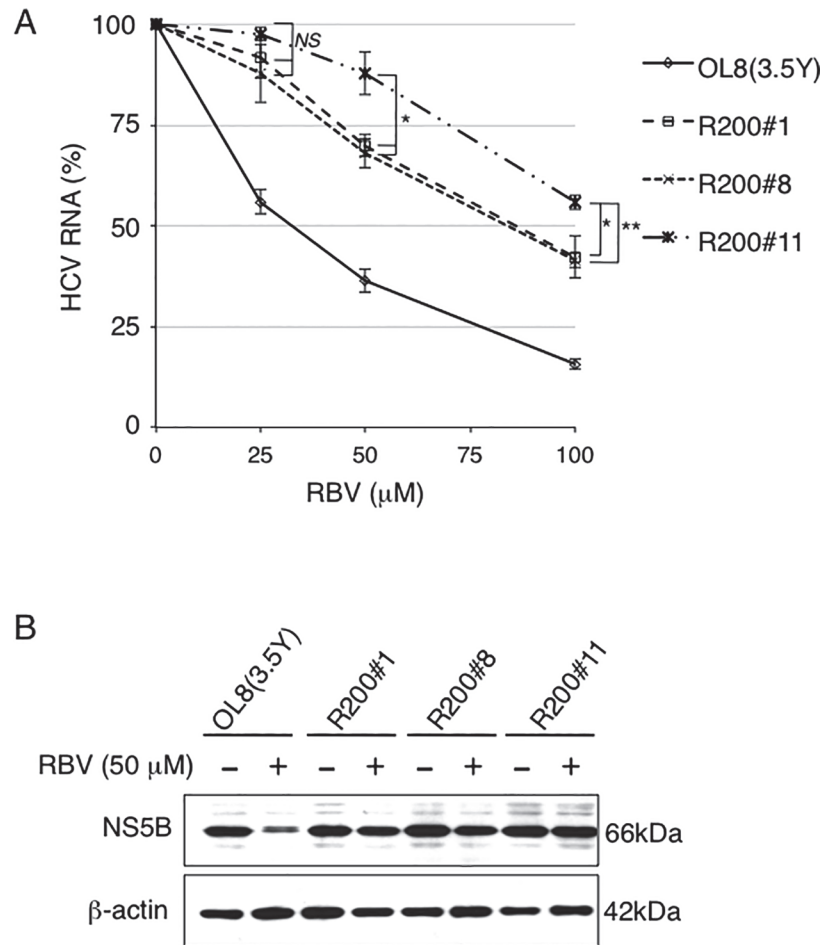 A
HCV RNA (%)
100
75
50
25
0
NS
*
* **
0 25 50 75 100
RBV (μM)
OL8(3.5Y)
R200#1
R200#8
R200#11
B
OL8(3.5Y) R200#1 R200#8 R200#11
RBV (50 μM) – + – + – + – +
NS5B 66kDa
β-actin 42kDa